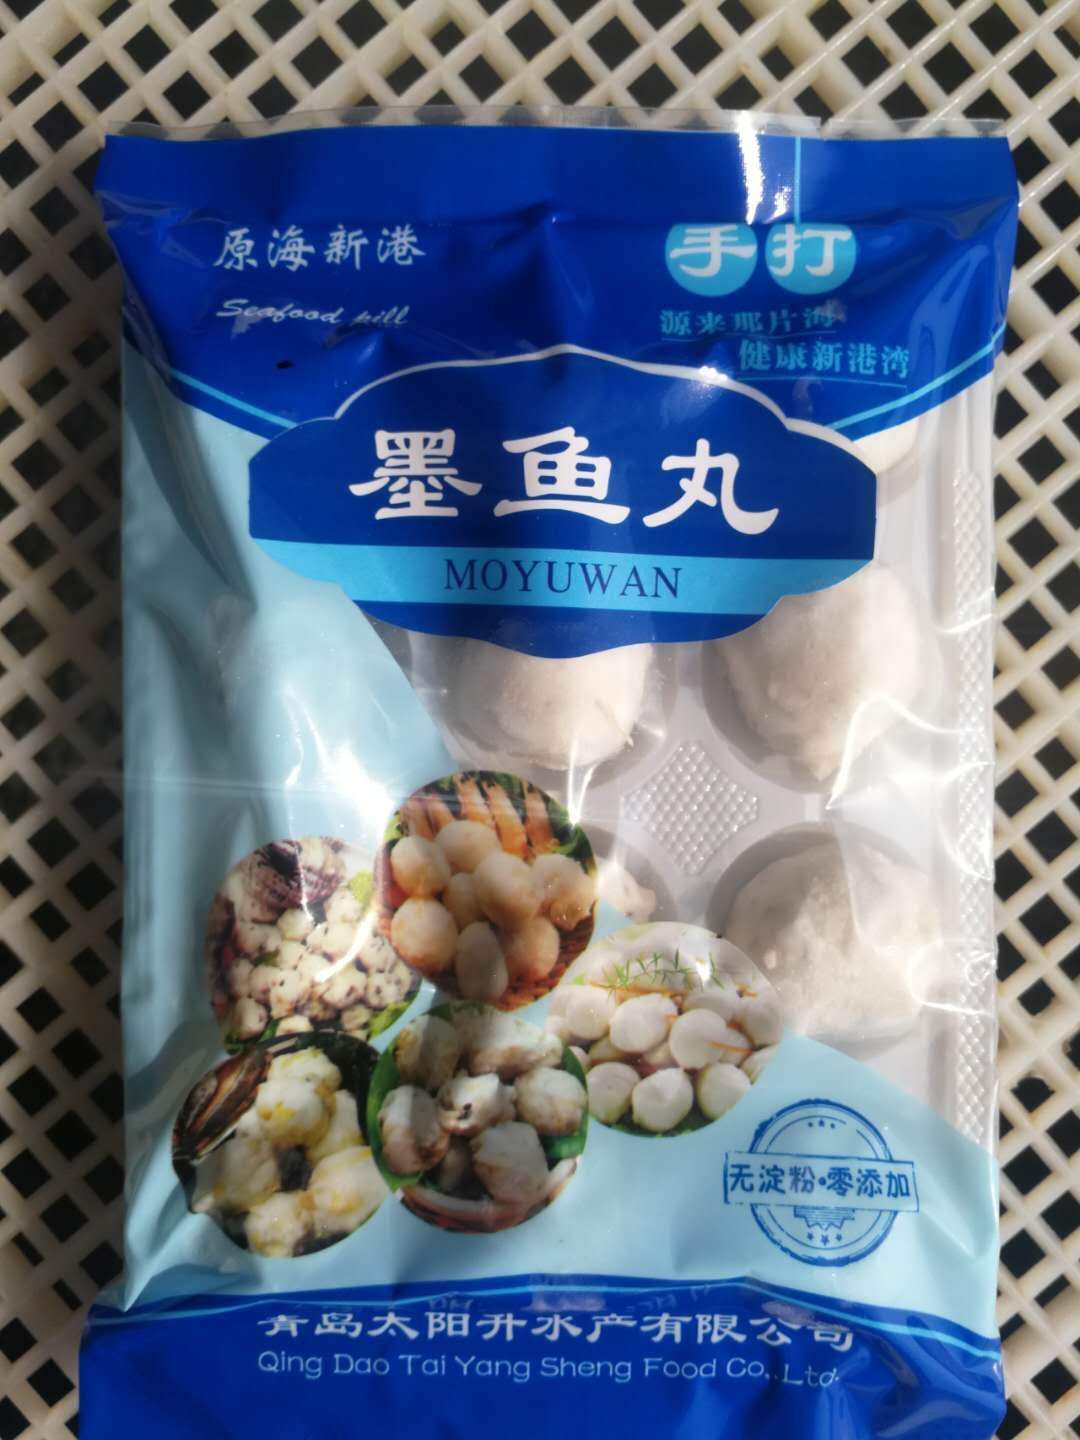 原海新港
Seafood pill
手打
源来那片海
健康新港湾
墨鱼丸
MOYUWAN
无淀粉·零添加
青岛太阳升水产有限公司
Qing Dao Tai Yang Sheng Food Co,.Ltd.